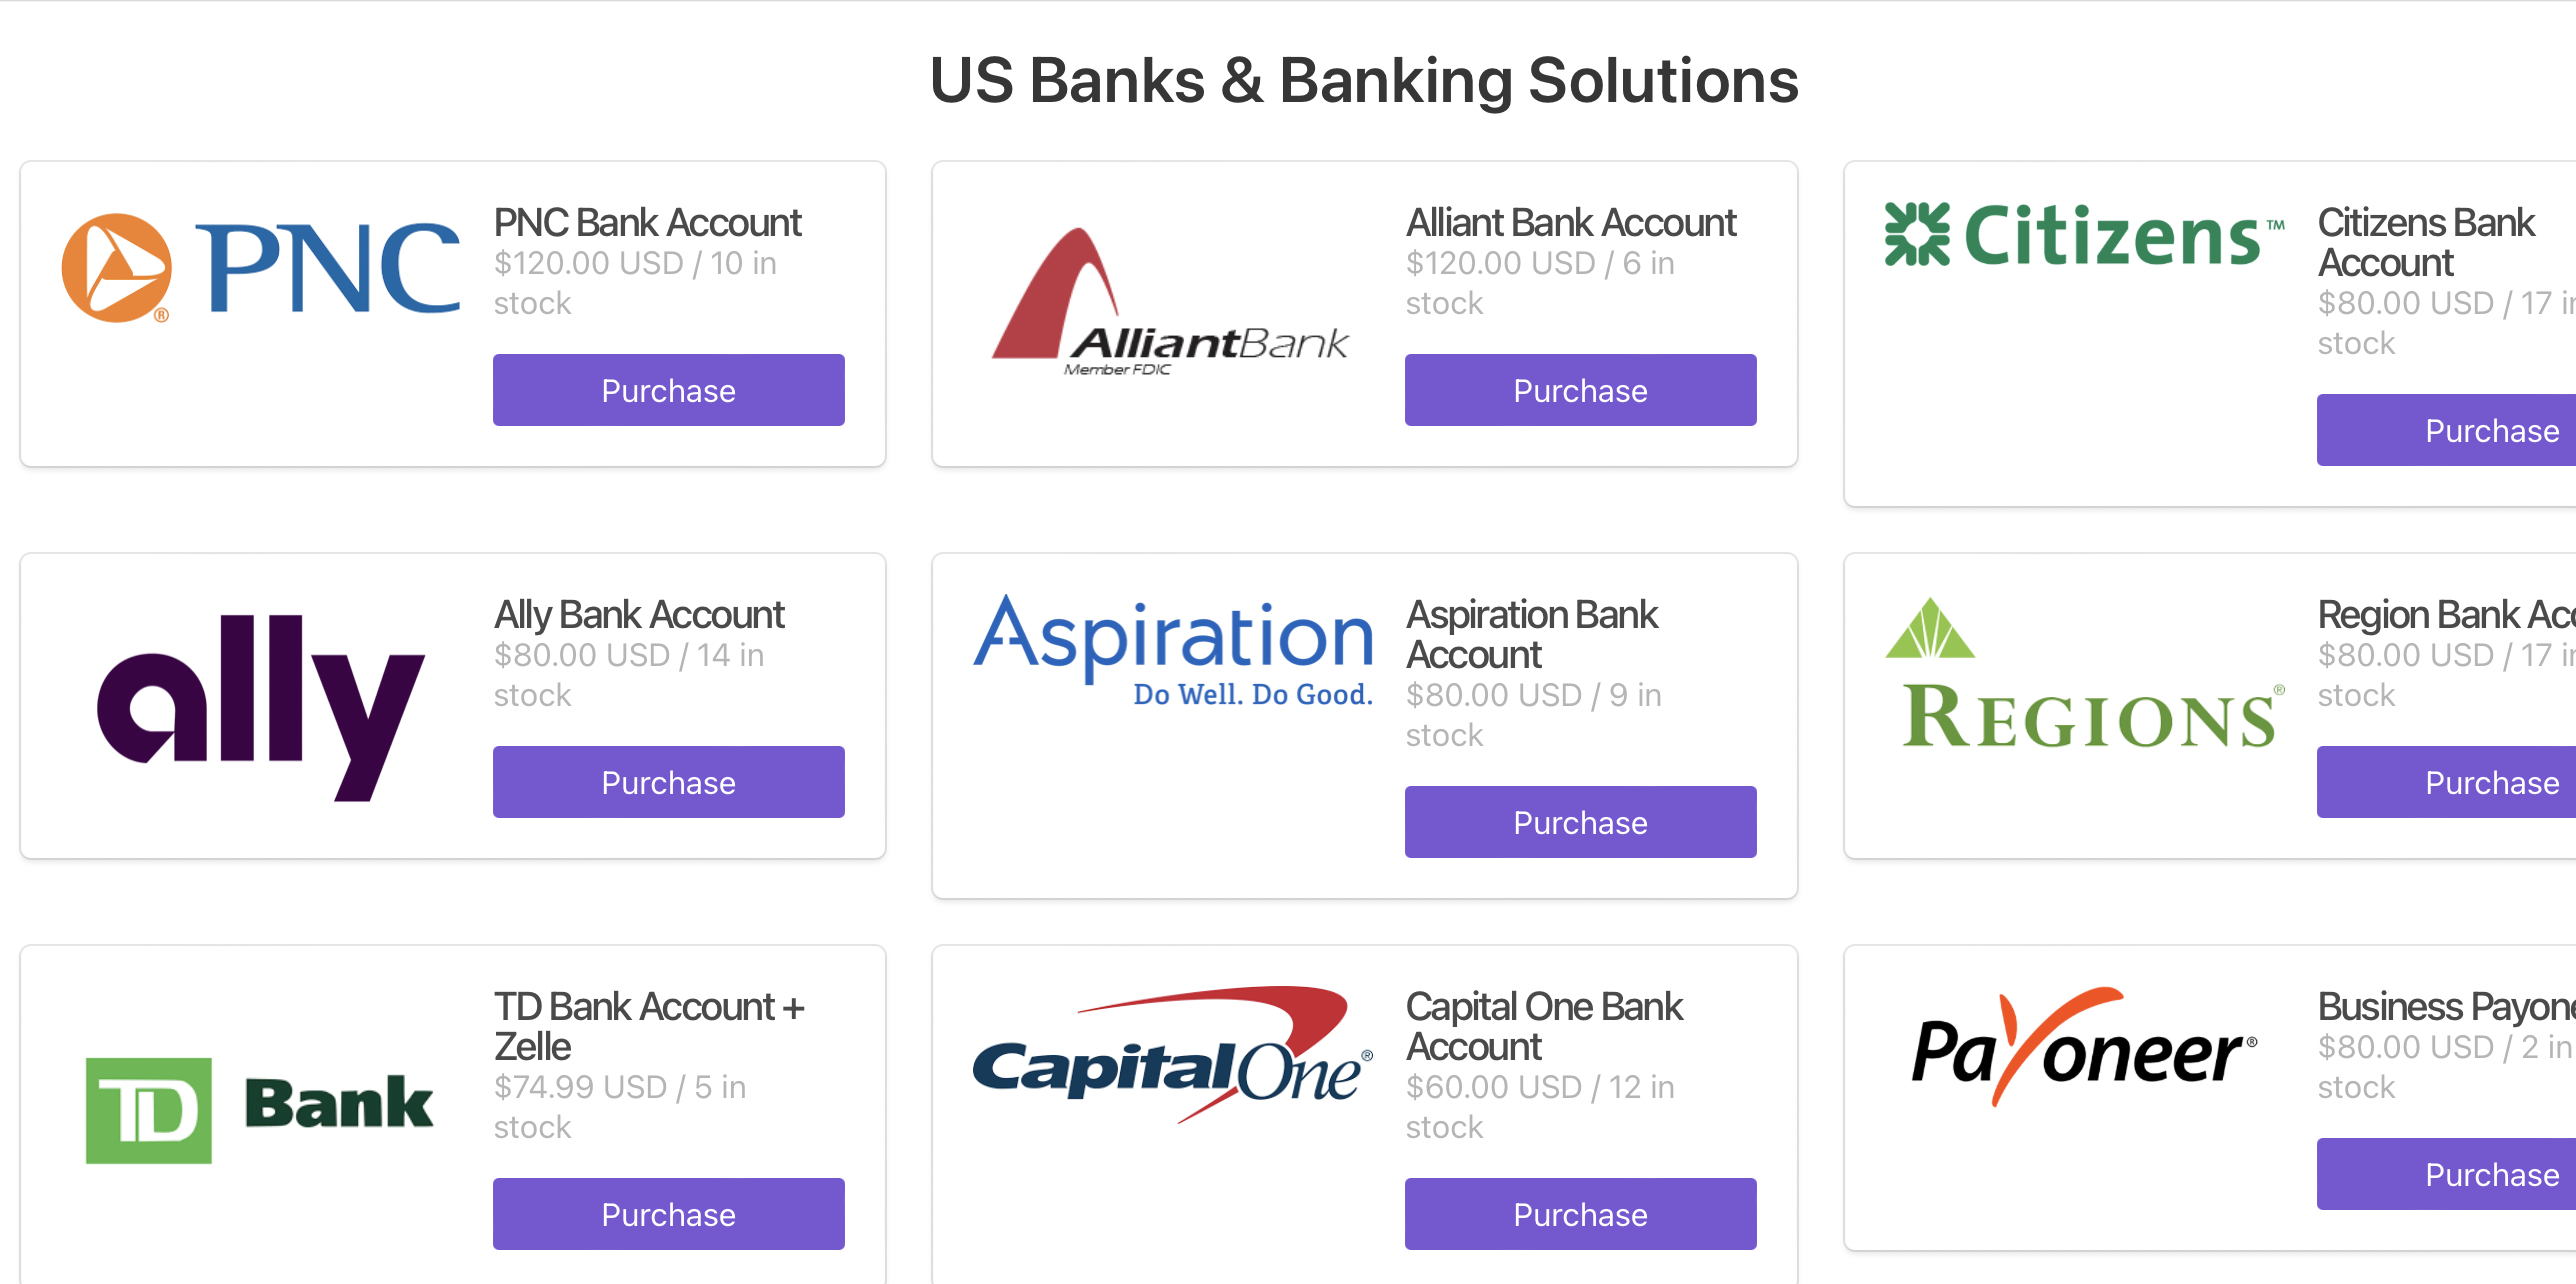 US Banks & Banking Solutions
PNC
®
PNC Bank Account
$120.00 USD / 10 in
stock
Purchase
AlliantBank
Member FDIC
Alliant Bank Account
$120.00 USD / 6 in
stock
Purchase
Citizens™
Citizens Bank
Account
$80.00 USD / 17 in
stock
Purchase
ally
Ally Bank Account
$80.00 USD / 14 in
stock
Purchase
Aspiration
Do Well. Do Good.
Aspiration Bank
Account
$80.00 USD / 9 in
stock
Purchase
REGIONS®
Region Bank Acc
$80.00 USD / 17 in
stock
Purchase
TD Bank
TD Bank Account +
Zelle
$74.99 USD / 5 in
stock
Purchase
CapitalOne®
Capital One Bank
Account
$60.00 USD / 12 in
stock
Purchase
Payoneer®
Business Payone
$80.00 USD / 2 in
stock
Purchase